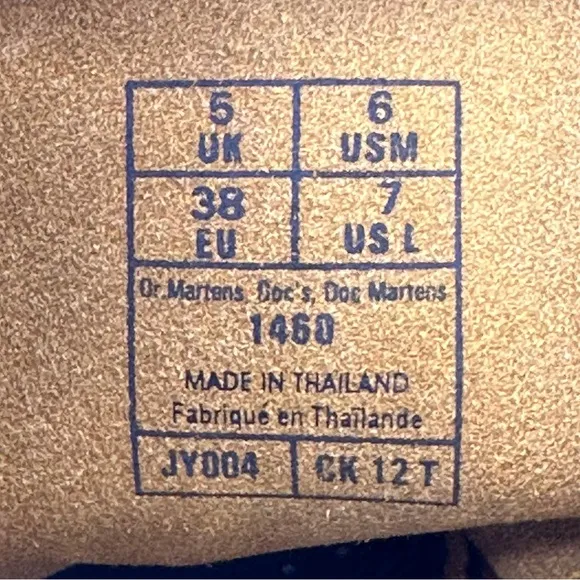 5 6
UK USM
38 7
EU US L
Dr.Martens, Doc's, Doc Martens
1460
MADE IN THAILAND
Fabriqué en Thaïlande
JY004 CK 12 T